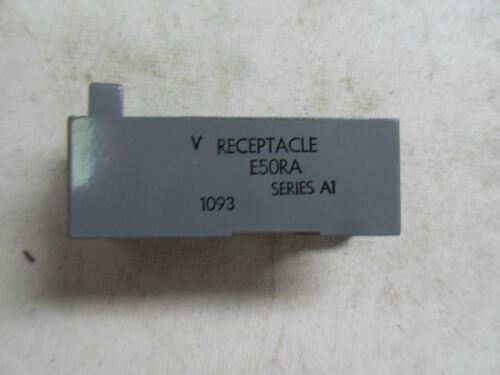 V RECEPTACLE
E50RA
SERIES A1
1093